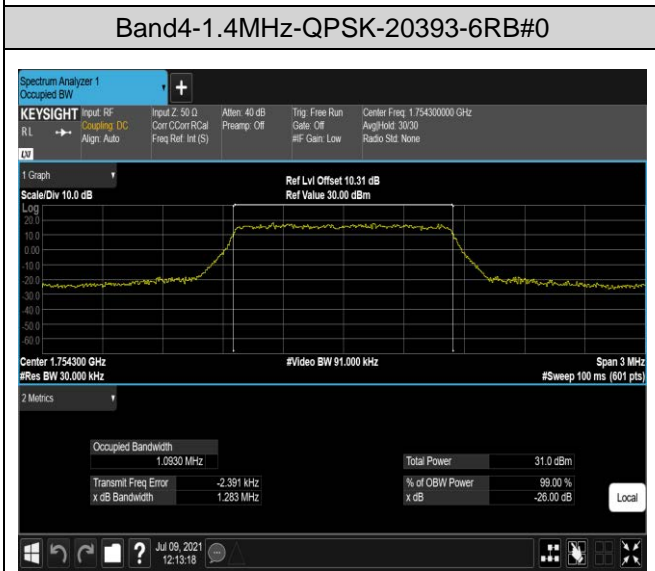 Band4-1.4MHz-QPSK-20393-6RB#0
Spectrum Analyzer 1
Occupied BW
+
KEYSIGHT Input: RF Input Z: 50 Ω Atten: 40 dB Trig: Free Run Center Freq: 1.754300000 GHz
RL Coupling: DC Corr CCorr RCal Preamp: Off Gate: Off Avg|Hold: 30/30
Align: Auto Freq Ref: Int (S) #IF Gain: Low Radio Std: None
LXI
1 Graph
Ref Lvl Offset 10.31 dB
Scale/Div 10.0 dB Ref Value 30.00 dBm
Log
20.0
10.0
0.00
-10.0
-20.0
-30.0
-40.0
-50.0
-60.0
Center 1.754300 GHz #Video BW 91.000 kHz Span 3 MHz
#Res BW 30.000 kHz #Sweep 100 ms (601 pts)
2 Metrics
Occupied Bandwidth
1.0930 MHz Total Power 31.0 dBm
Transmit Freq Error -2.391 kHz % of OBW Power 99.00 %
x dB Bandwidth 1.283 MHz x dB -26.00 dB
Local
? Jul 09, 2021
12:13:18